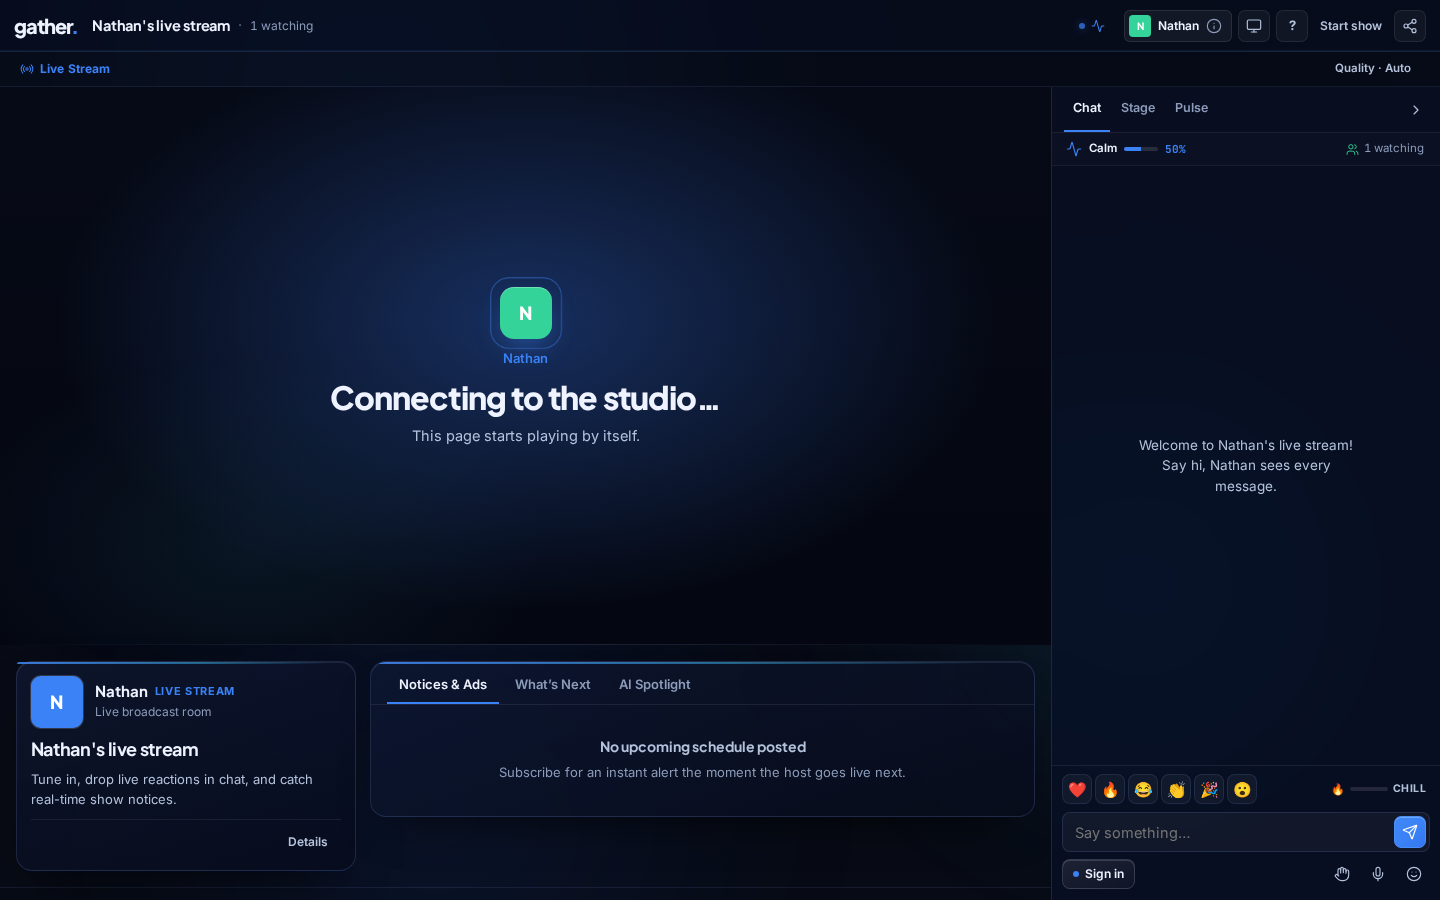 gather.
Nathan's live stream · 1 watching
N Nathan
?
Start show
Live Stream
Quality · Auto
N
Nathan
Connecting to the studio...
This page starts playing by itself.
Chat
Stage
Pulse
Calm
50%
1 watching
Welcome to Nathan's live stream!
Say hi, Nathan sees every
message.
N
Nathan LIVE STREAM
Live broadcast room
Nathan's live stream
Tune in, drop live reactions in chat, and catch
real-time show notices.
Details
Notices & Ads
What's Next
AI Spotlight
No upcoming schedule posted
Subscribe for an instant alert the moment the host goes live next.
CHILL
Say something...
Sign in